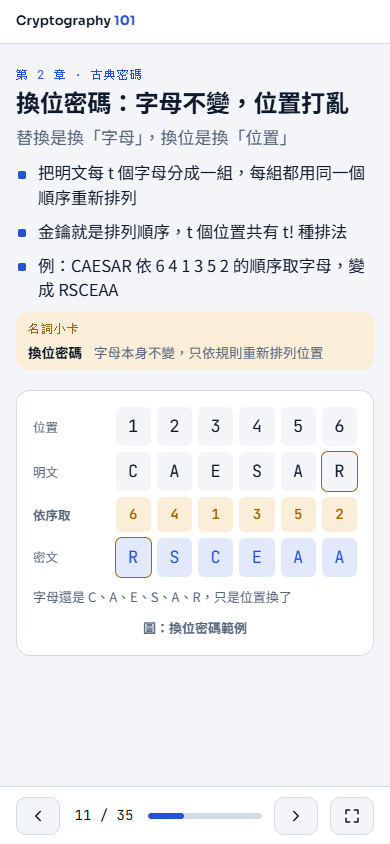 Cryptography 101
第 2 章 · 古典密碼
換位密碼：字母不變，位置打亂
替換是換「字母」，換位是換「位置」
把明文每 t 個字母分成一組，每組都用同一個
順序重新排列
金鑰就是排列順序，t 個位置共有 t! 種排法
例：CAESAR 依 6 4 1 3 5 2 的順序取字母，變
成 RSCEAA
名詞小卡
換位密碼 字母本身不變，只依規則重新排列位置
位置 1 2 3 4 5 6
明文 C A E S A R
依序取 6 4 1 3 5 2
密文 R S C E A A
字母還是 C、A、E、S、A、R，只是位置換了
圖：換位密碼範例
11 / 35